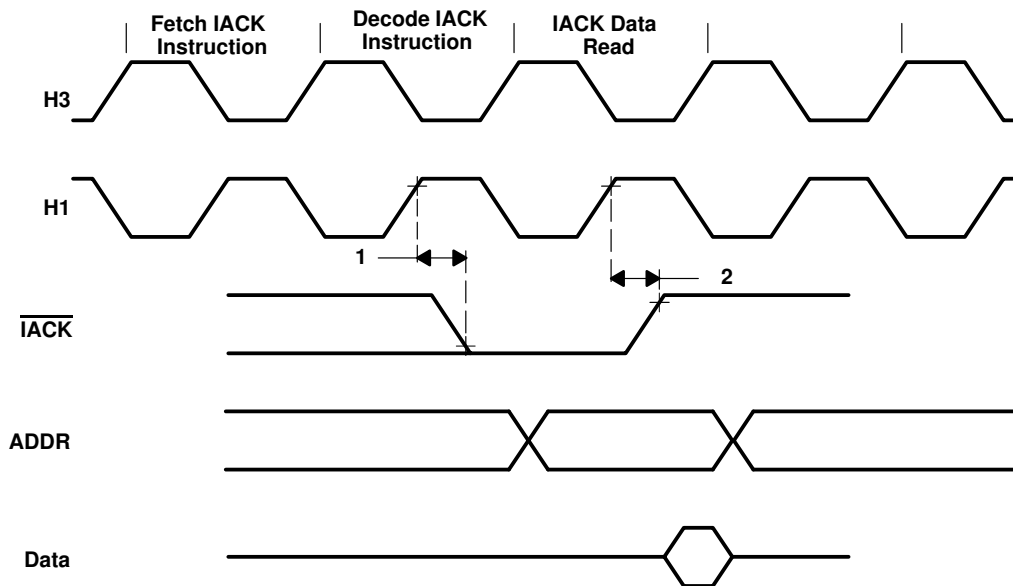 Fetch IACK
Instruction
Decode IACK
Instruction
IACK Data
Read
H3
H1
1
2
IACK
ADDR
Data